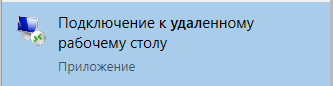 Подключение к удаленному
рабочему столу
Приложение